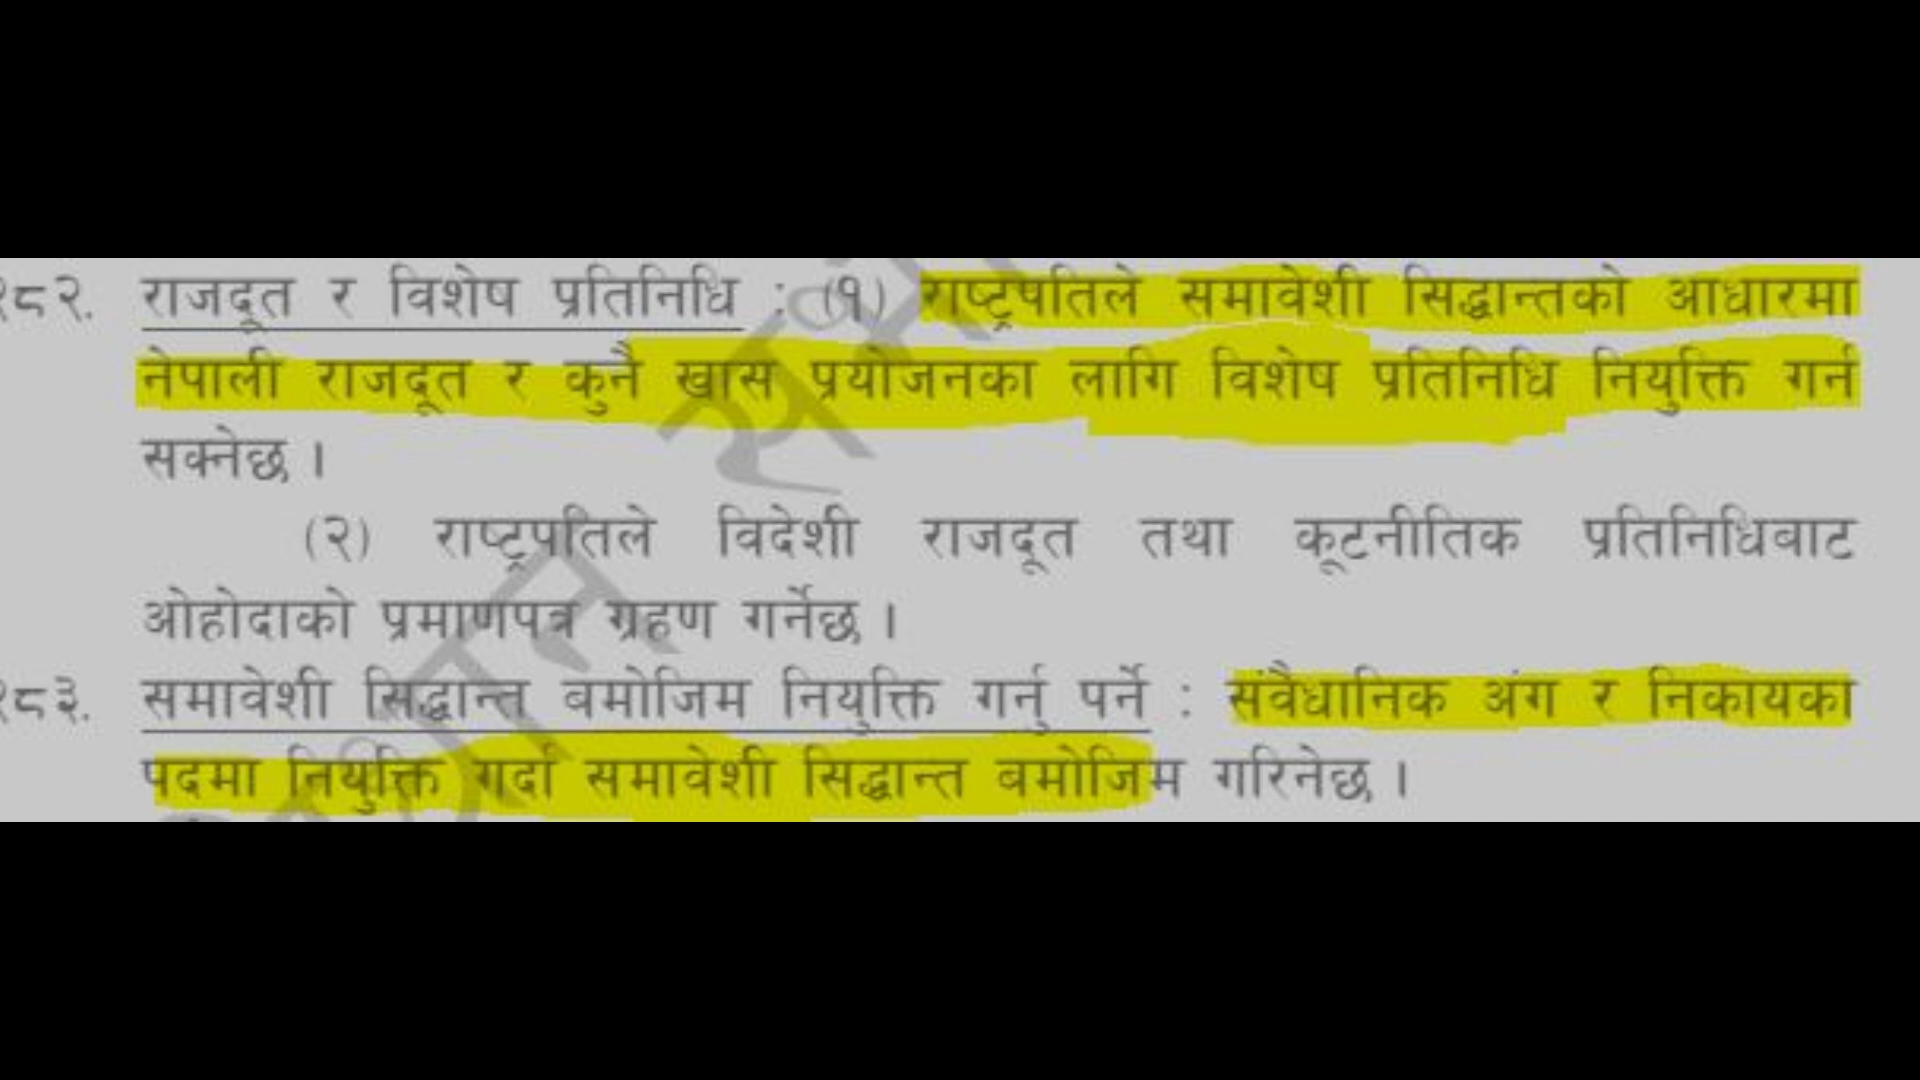 २८२. राजदूत र विशेष प्रतिनिधि : (१) राष्ट्रपतिले समावेशी सिद्धान्तको आधारमा
नेपाली राजदूत र कुनै खास प्रयोजनका लागि विशेष प्रतिनिधि नियुक्ति गर्न
सक्नेछ ।
(२) राष्ट्रपतिले विदेशी राजदूत तथा कूटनीतिक प्रतिनिधिबाट
ओहोदाको प्रमाणपत्र ग्रहण गर्नेछ ।
२८३. समावेशी सिद्धान्त बमोजिम नियुक्ति गर्नु पर्ने : संवैधानिक अंग र निकायका
पदमा नियुक्ति गर्दा समावेशी सिद्धान्त बमोजिम गरिनेछ ।